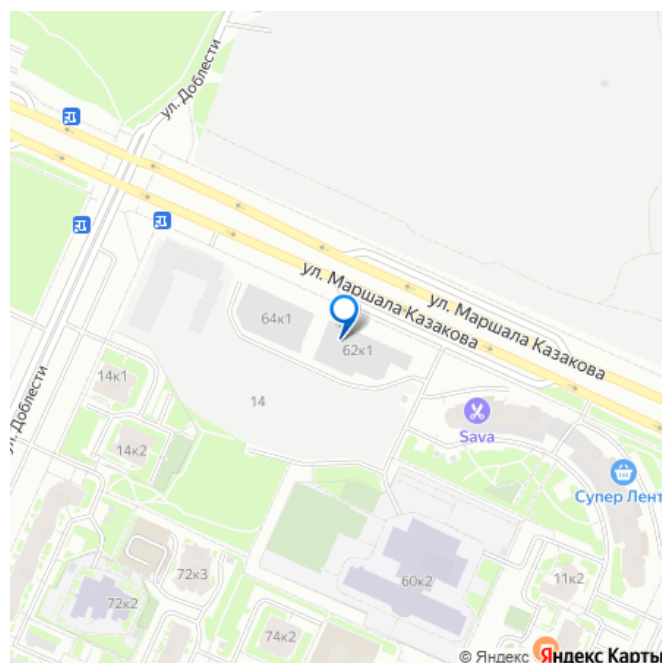 ул. Доблести
ул. Маршала Казакова
ул. Маршала Казакова
64к1
62к1
14к1
14
ул. Доблести
Sava
14к2
Супер Лент
72к3
60к2
11к2
72к2
74к2
© Яндекс Яндекс Карты